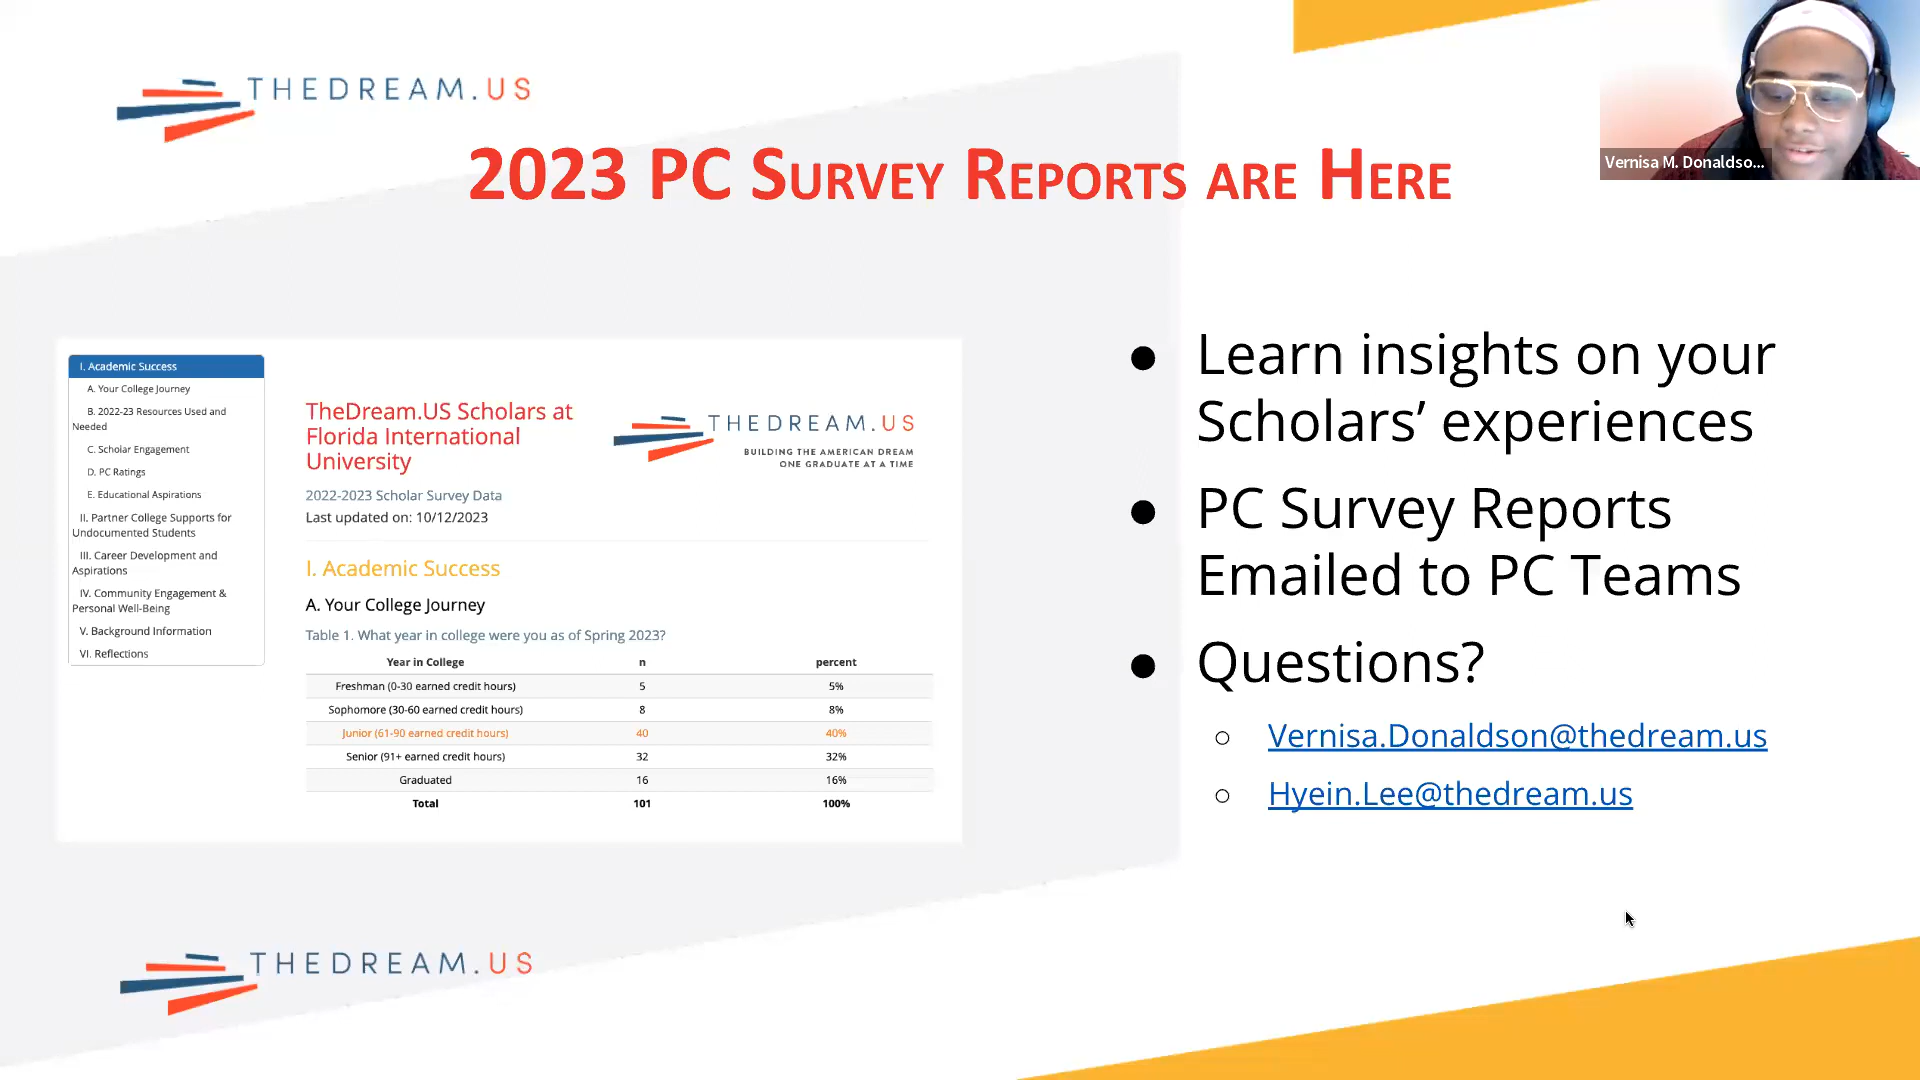 THEDREAM.US
2023 PC SURVEY REPORTS ARE HERE
Vernisa M. Donaldso...
I. Academic Success
A. Your College Journey
B. 2022-23 Resources Used and
Needed
C. Scholar Engagement
D. PC Ratings
E. Educational Aspirations
II. Partner College Supports for
Undocumented Students
III. Career Development and
Aspirations
IV. Community Engagement &
Personal Well-Being
V. Background Information
VI. Reflections
TheDream.US Scholars at
Florida International
University
THEDREAM.US
BUILDING THE AMERICAN DREAM
ONE GRADUATE AT A TIME
2022-2023 Scholar Survey Data
Last updated on: 10/12/2023
I. Academic Success
A. Your College Journey
Table 1. What year in college were you as of Spring 2023?
Year in College n percent
Freshman (0-30 earned credit hours) 5 5%
Sophomore (30-60 earned credit hours) 8 8%
Junior (61-90 earned credit hours) 40 40%
Senior (91+ earned credit hours) 32 32%
Graduated 16 16%
Total 101 100%
● Learn insights on your
Scholars’ experiences
● PC Survey Reports
Emailed to PC Teams
● Questions?
○ Vernisa.Donaldson@thedream.us
○ Hyein.Lee@thedream.us
THEDREAM.US